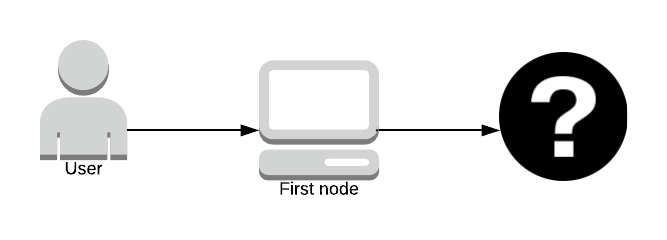 User
First node
?